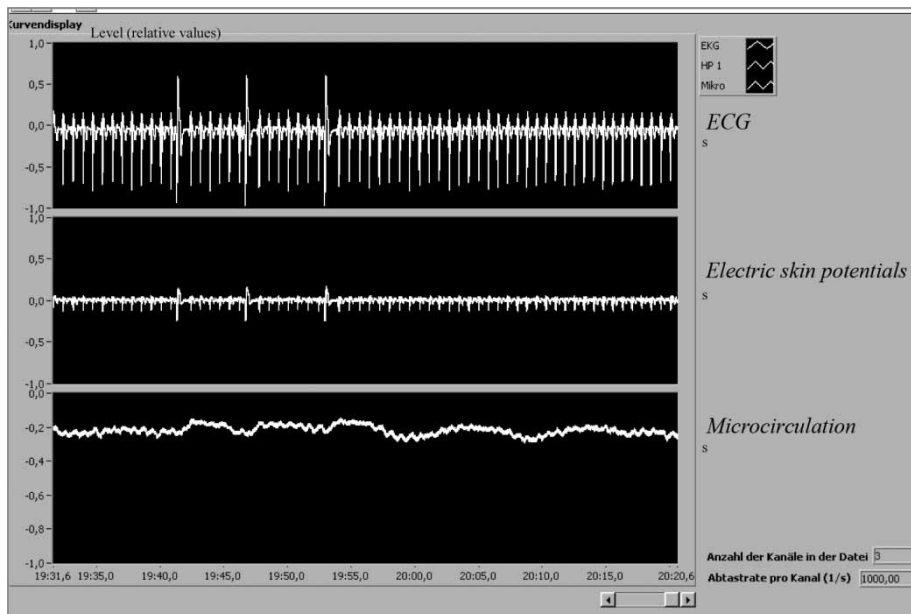 Kurvendisplay
Level (relative values)
1,0
0,5
0,0
-0,5
-1,0
EKG
HP 1
Mikro
ECG
s
1,0
0,5
0,0
-0,5
-1,0
Electric skin potentials
s
0,0
-0,2
-0,4
-0,6
-0,8
-1,0
Microcirculation
s
19:31,6 19:35,0 19:40,0 19:45,0 19:50,0 19:55,0 20:00,0 20:05,0 20:10,0 20:15,0 20:20,6
Anzahl der Kanäle in der Datei 3
Abtastrate pro Kanal (1/s) 1000,00